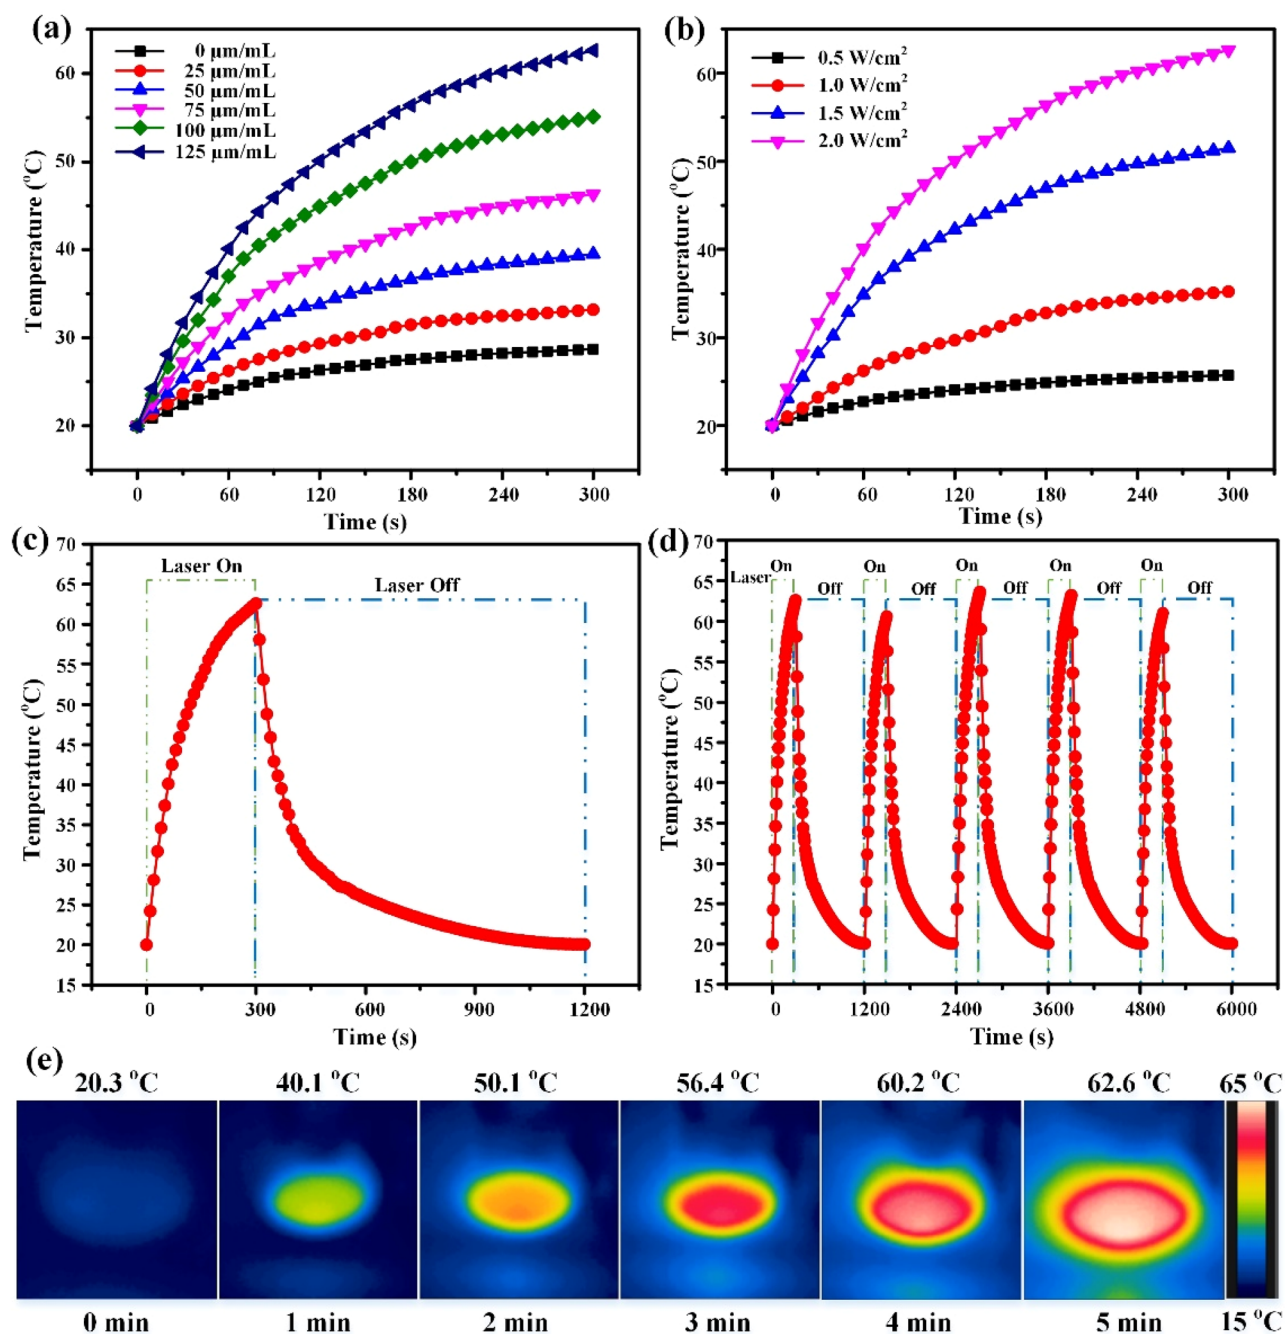 (a)
0 μm/mL
25 μm/mL
50 μm/mL
75 μm/mL
100 μm/mL
125 μm/mL
60
50
40
30
20
Temperature (°C)
0 60 120 180 240 300
Time (s)
(b)
0.5 W/cm²
1.0 W/cm²
1.5 W/cm²
2.0 W/cm²
60
50
40
30
20
Temperature (°C)
0 60 120 180 240 300
Time (s)
(c)
Laser On
Laser Off
70
65
60
55
50
45
40
35
30
25
20
15
Temperature (°C)
0 300 600 900 1200
Time (s)
(d)
Laser On Off On Off On Off On Off On Off
70
65
60
55
50
45
40
35
30
25
20
15
Temperature (°C)
0 1200 2400 3600 4800 6000
Time (s)
(e)
20.3 °C 40.1 °C 50.1 °C 56.4 °C 60.2 °C 62.6 °C 65 °C
0 min 1 min 2 min 3 min 4 min 5 min 15 °C